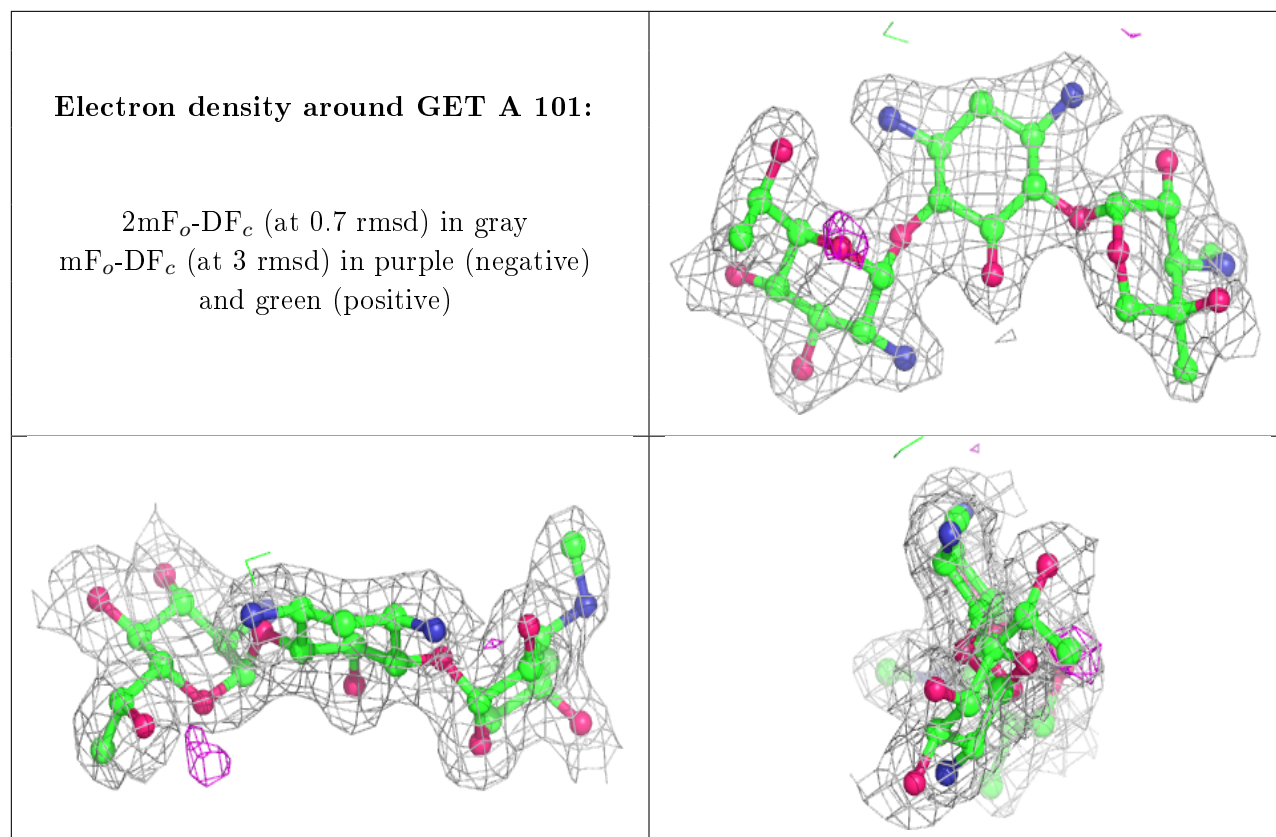 Electron density around GET A 101:
2mFₒ-DF𝒸 (at 0.7 rmsd) in gray
mFₒ-DF𝒸 (at 3 rmsd) in purple (negative)
and green (positive)